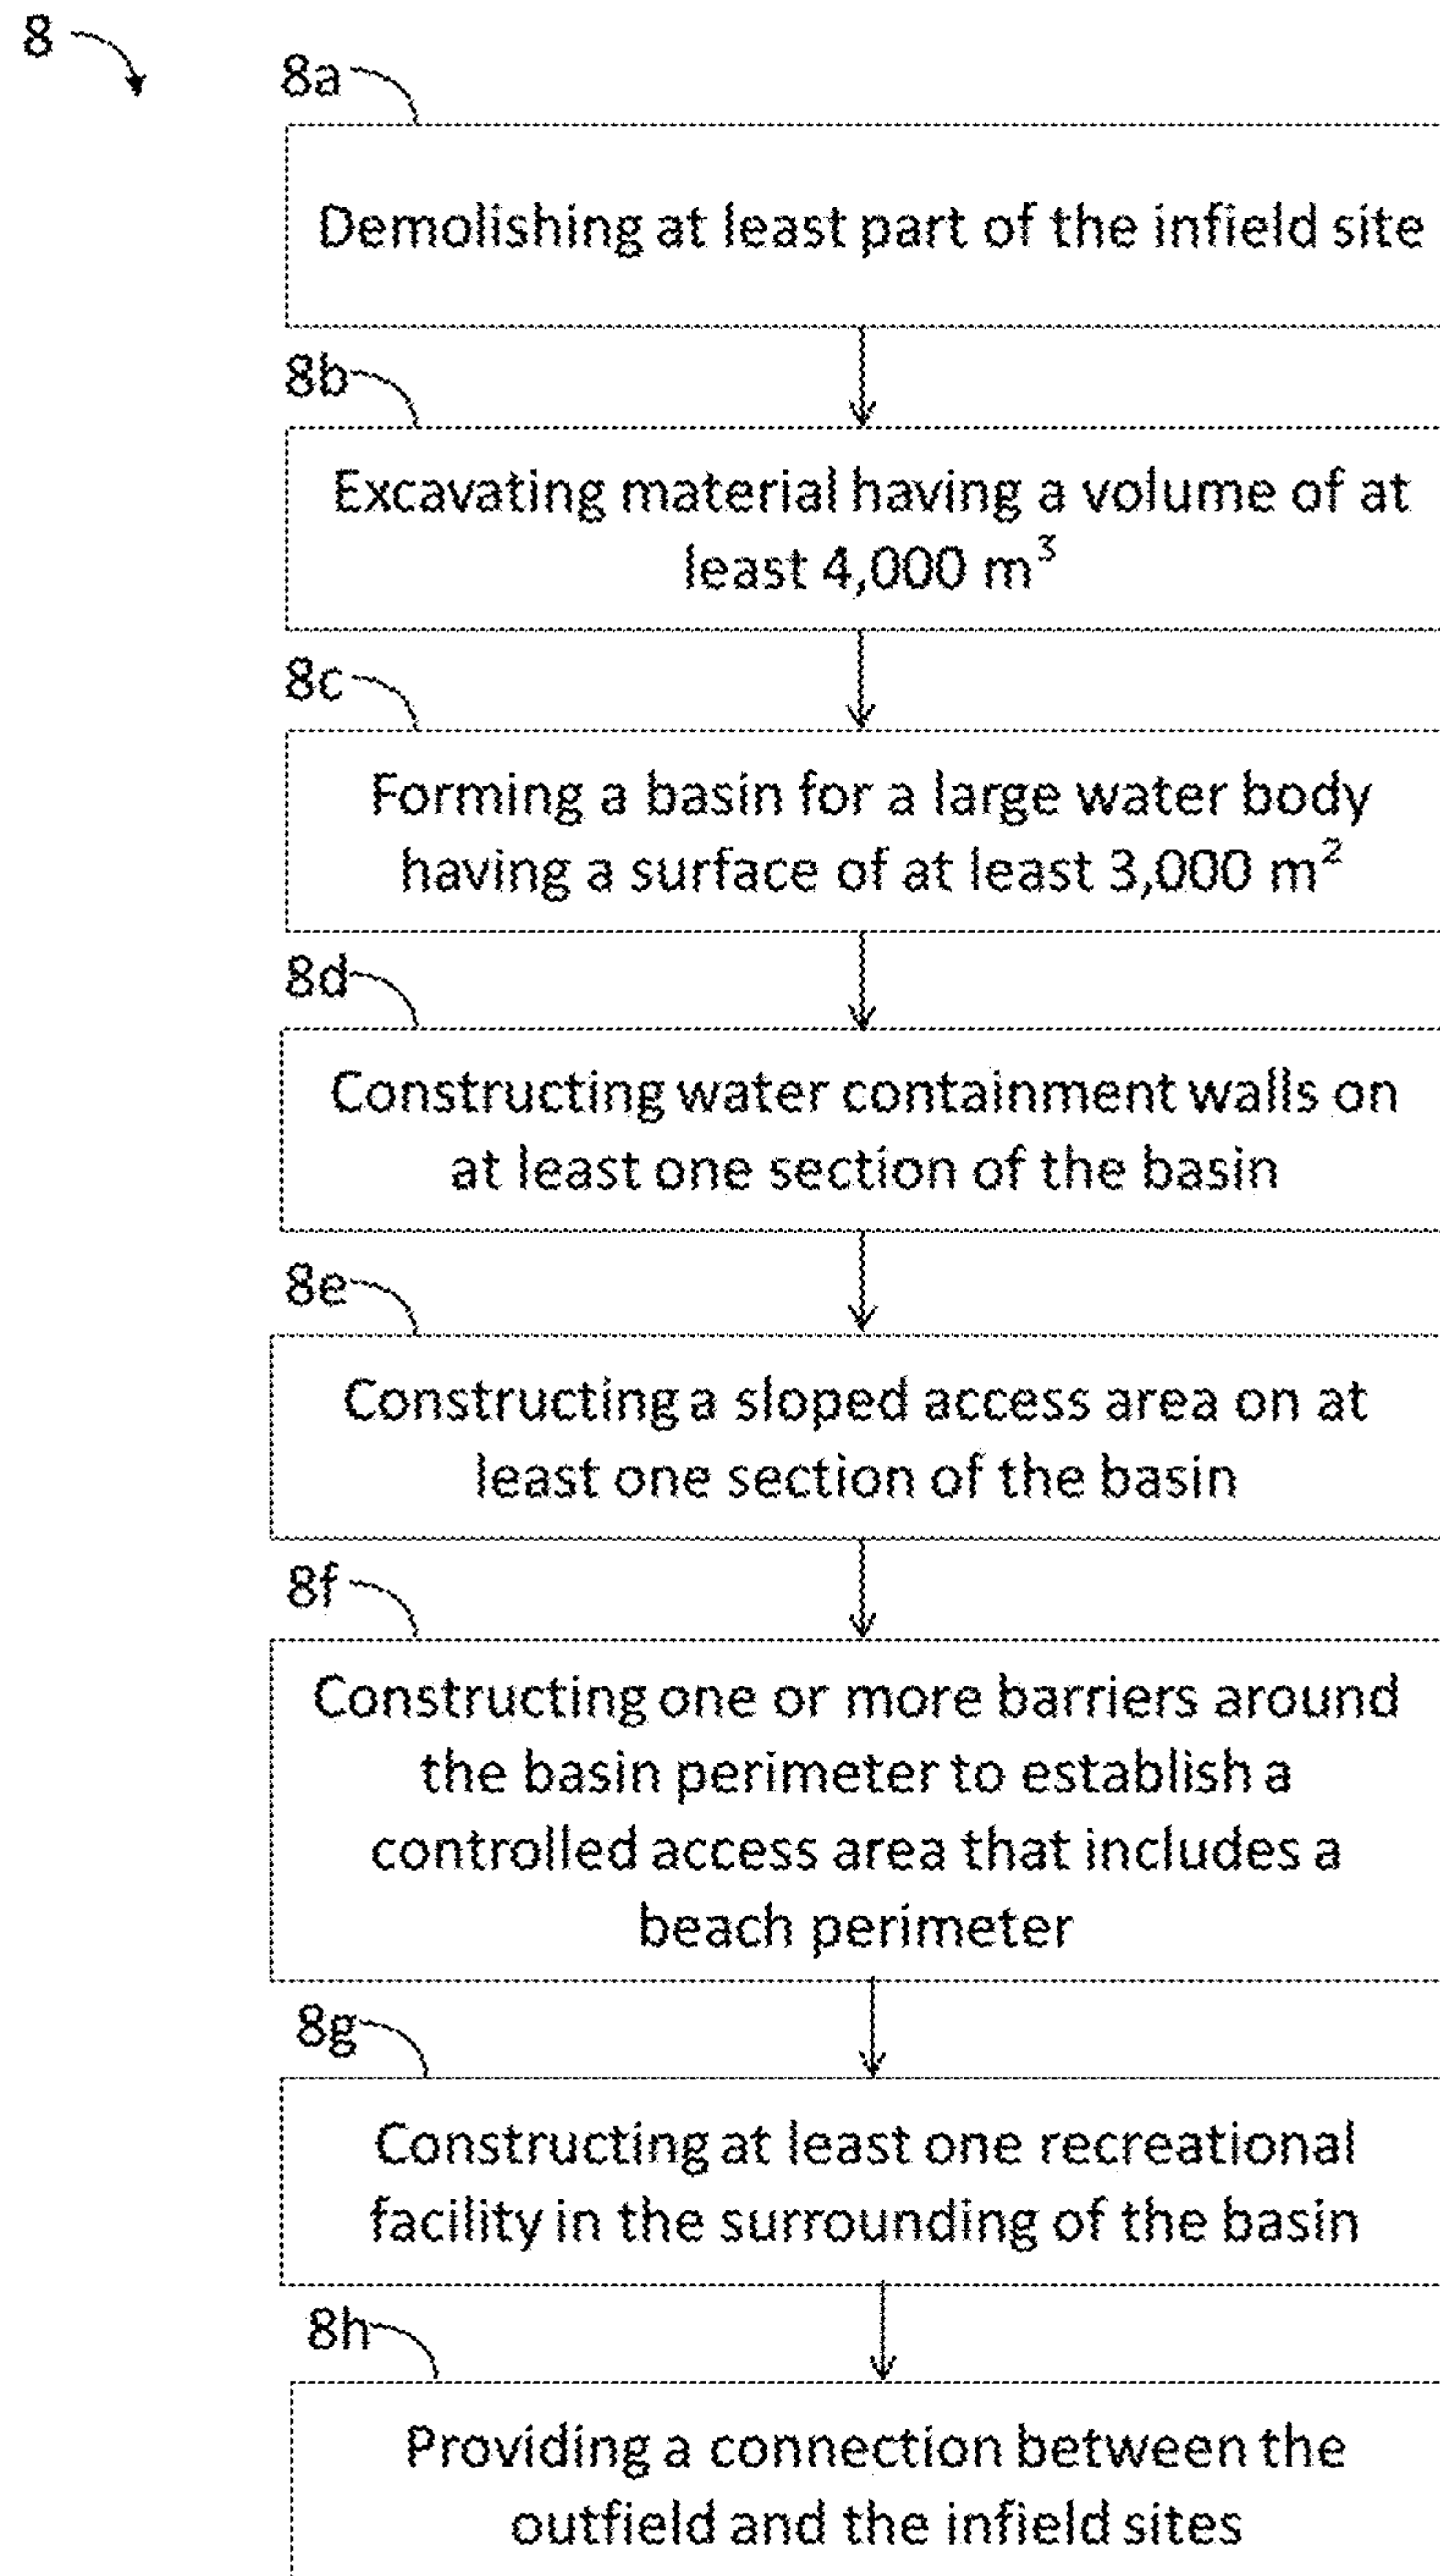 8
8a
Demolishing at least part of the infield site
8b
Excavating material having a volume of at
least 4,000 m³
8c
Forming a basin for a large water body
having a surface of at least 3,000 m²
8d
Constructing water containment walls on
at least one section of the basin
8e
Constructing a sloped access area on at
least one section of the basin
8f
Constructing one or more barriers around
the basin perimeter to establish a
controlled access area that includes a
beach perimeter
8g
Constructing at least one recreational
facility in the surrounding of the basin
8h
Providing a connection between the
outfield and the infield sites